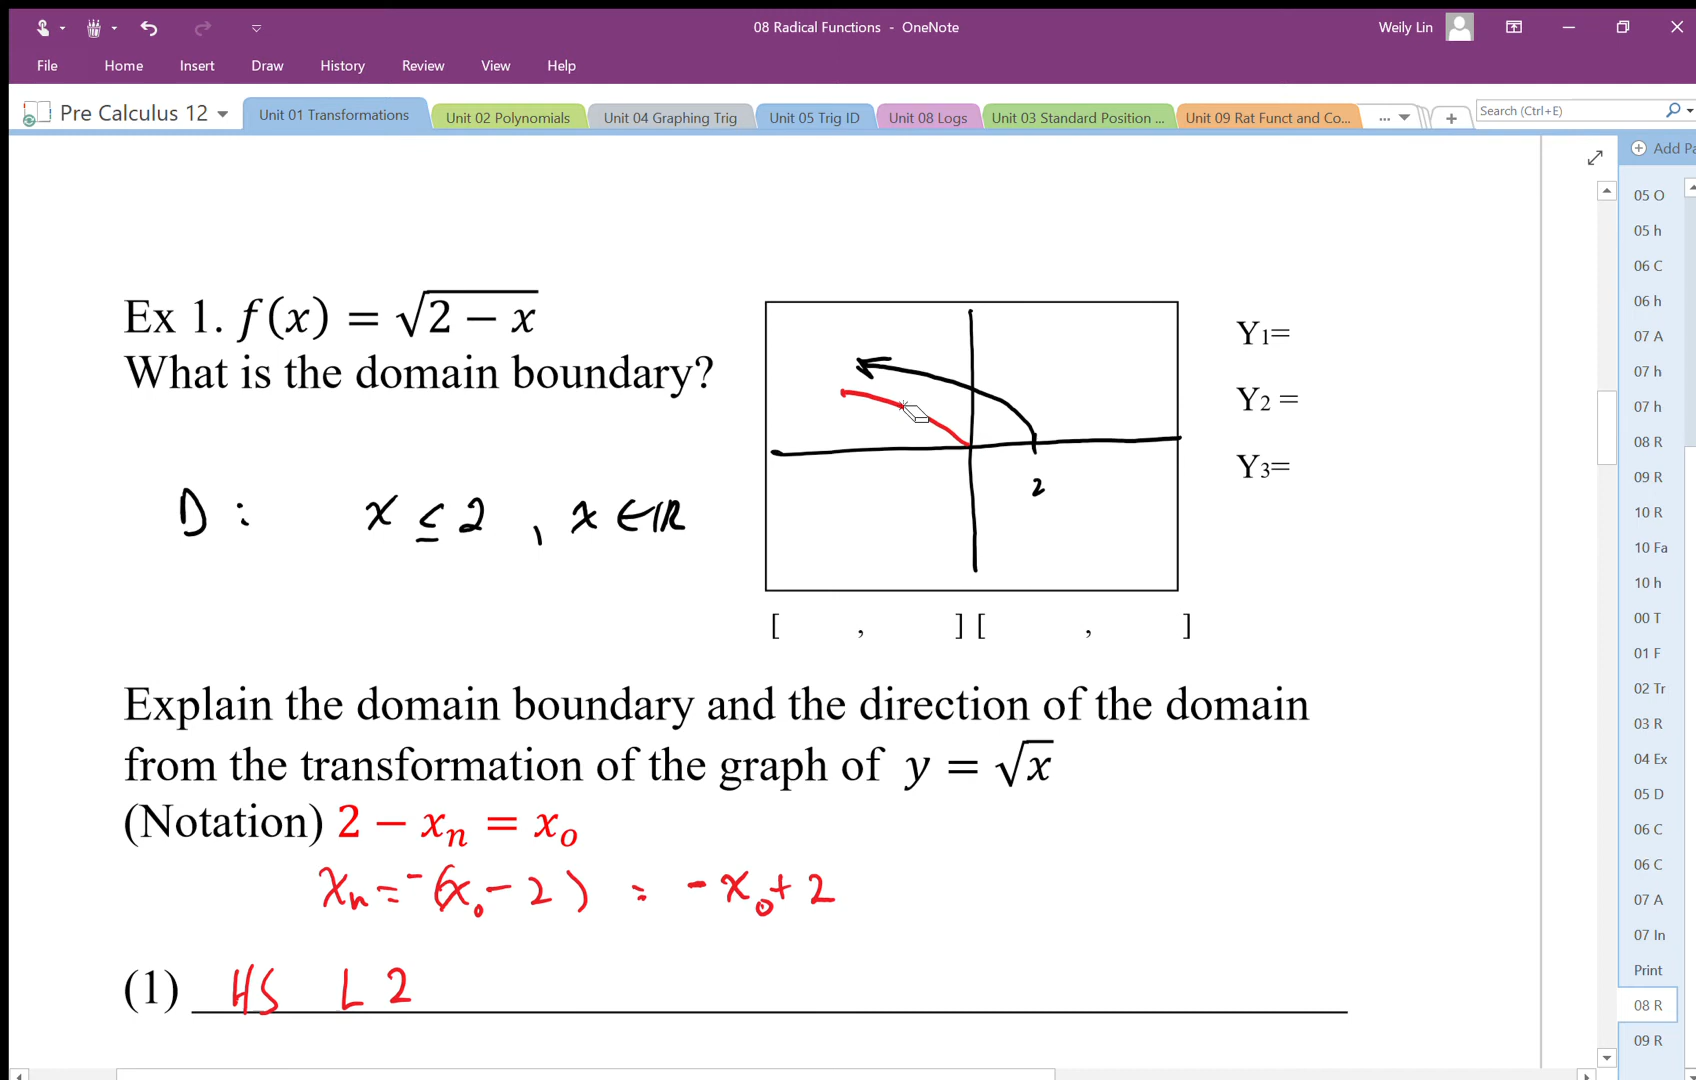 08 Radical Functions - OneNote
Weily Lin
File Home Insert Draw History Review View Help
Pre Calculus 12
Unit 01 Transformations
Unit 02 Polynomials
Unit 04 Graphing Trig
Unit 05 Trig ID
Unit 08 Logs
Unit 03 Standard Position ...
Unit 09 Rat Funct and Co...
...
Search (Ctrl+E)
Add Pa
05 O
05 h
06 C
06 h
07 A
07 h
07 h
08 R
09 R
10 R
10 Fa
10 h
00 T
01 F
02 Tr
03 R
04 Ex
05 D
06 C
06 C
07 A
07 In
Print
08 R
09 R
Ex 1. f(x) = √(2 − x)
What is the domain boundary?
D : x ≤ 2 , x ∈ ℝ
2
Y1=
Y2 =
Y3=
[ , ] [ , ]
Explain the domain boundary and the direction of the domain
from the transformation of the graph of y = √x
(Notation) 2 − xₙ = xₒ
xₙ = -(xₒ - 2) = -xₒ + 2
(1) HS L 2